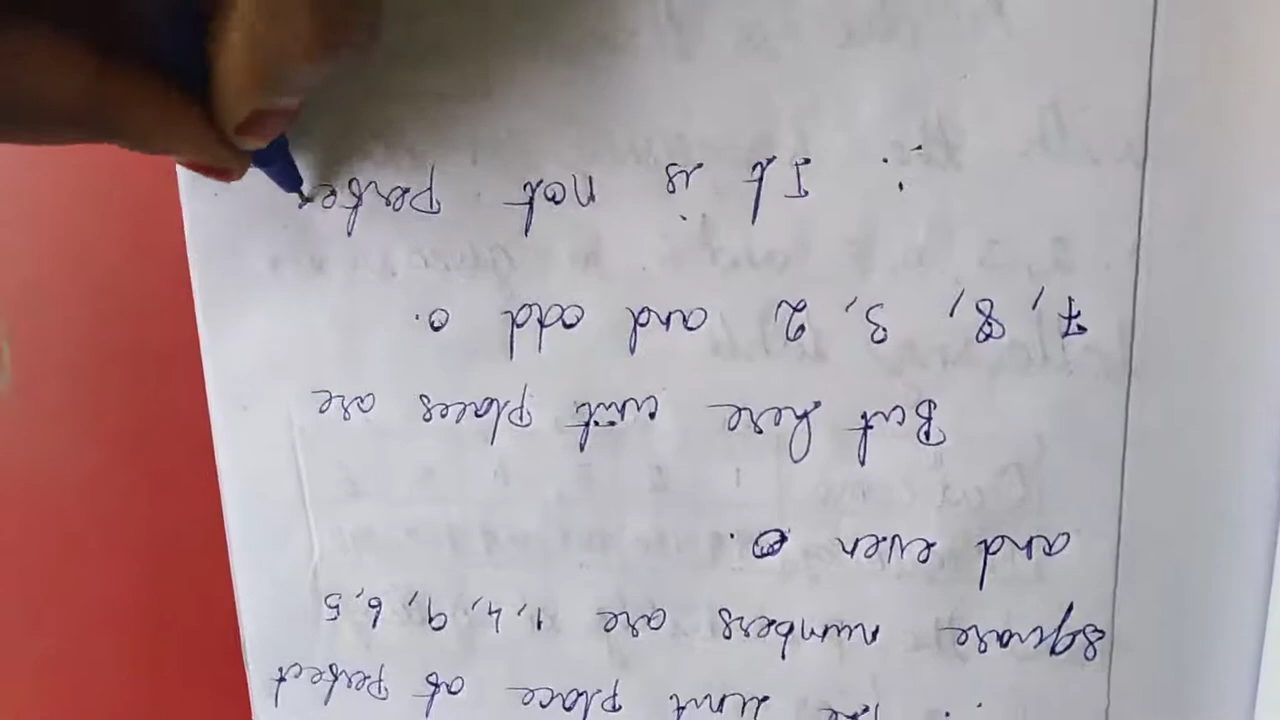 ∴ The unit place of perfect
square numbers are 1, 4, 9, 6, 5
and even 0.
But here unit places are
7, 8, 3, 2 and odd 0.
∴ It is not perfe